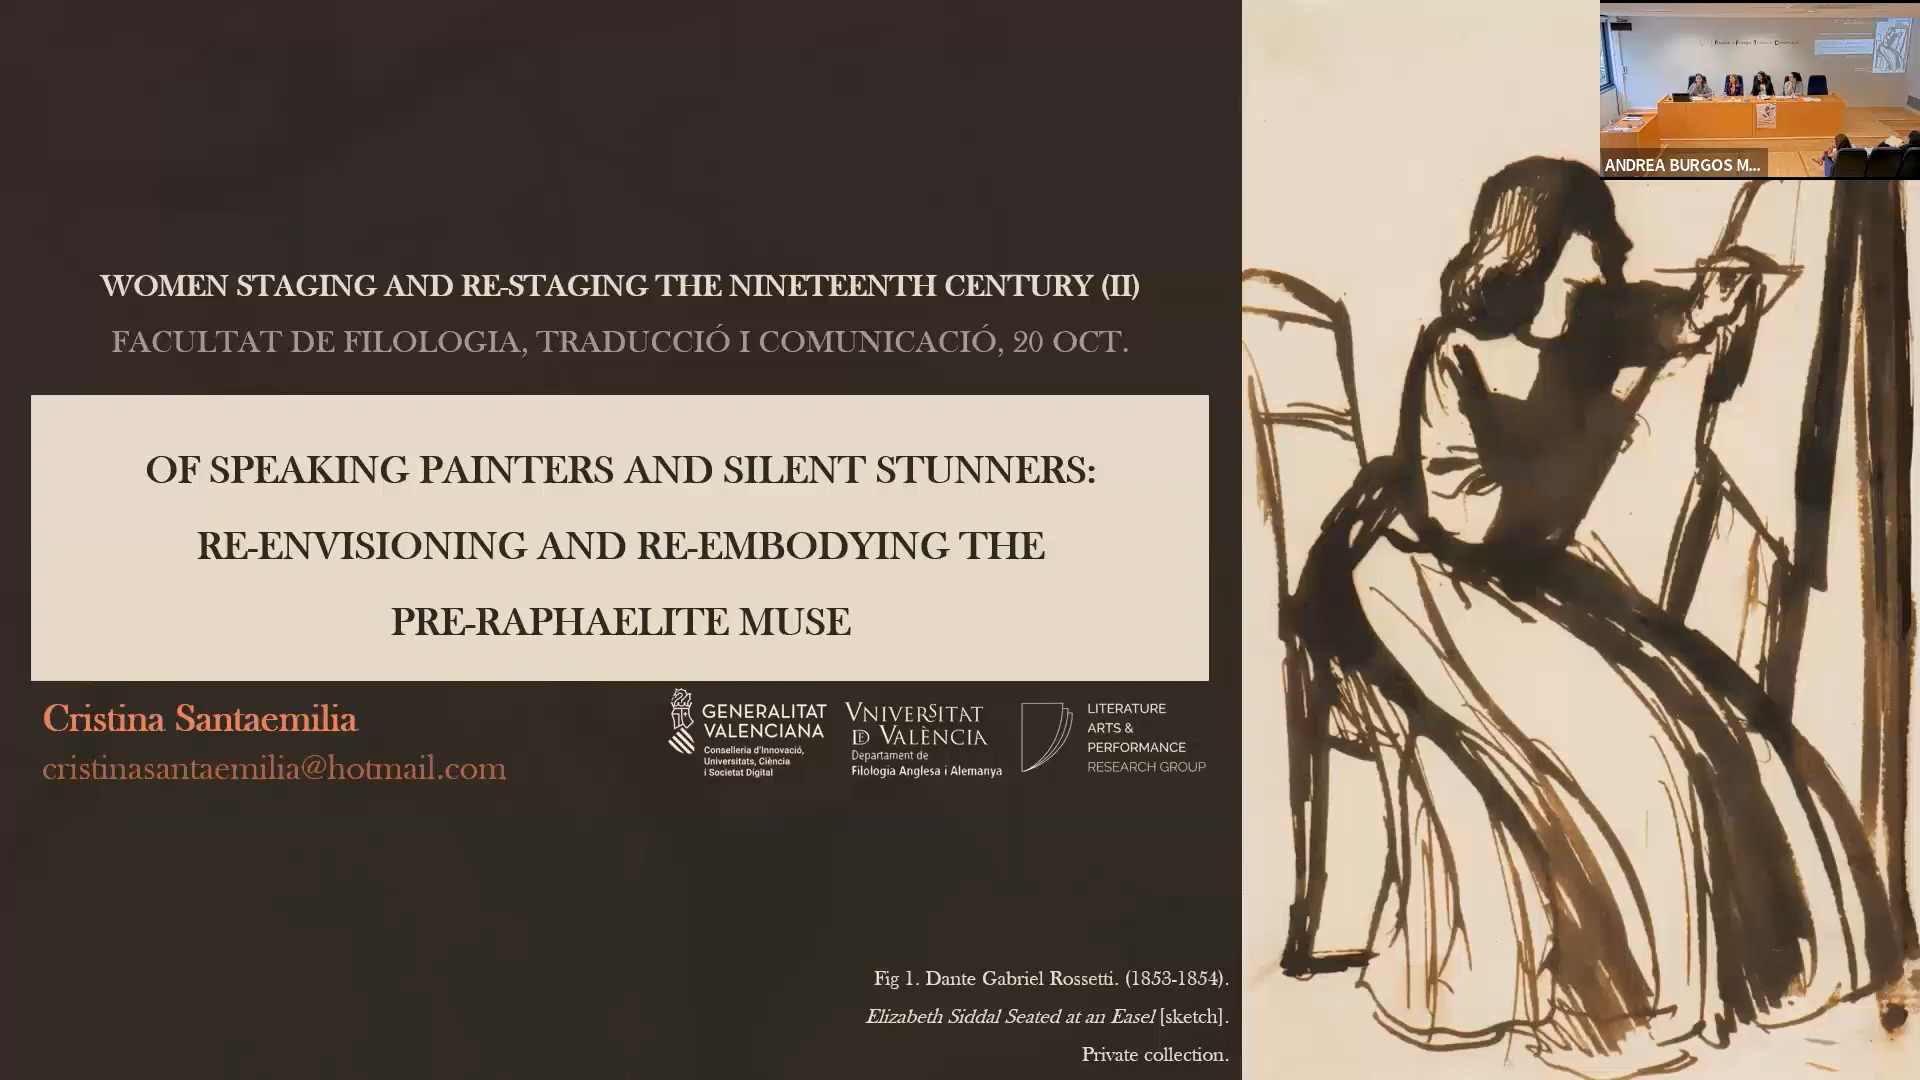 WOMEN STAGING AND RE-STAGING THE NINETEENTH CENTURY (II)
FACULTAT DE FILOLOGIA, TRADUCCIÓ I COMUNICACIÓ, 20 OCT.
OF SPEAKING PAINTERS AND SILENT STUNNERS:
RE-ENVISIONING AND RE-EMBODYING THE
PRE-RAPHAELITE MUSE
Cristina Santaemilia
cristinasantaemilia@hotmail.com
GENERALITAT
VALENCIANA
Conselleria d'Innovació,
Universitats, Ciència
i Societat Digital
VNIVERSITAT
DE VALÈNCIA
Departament de
Filologia Anglesa i Alemanya
LITERATURE
ARTS &
PERFORMANCE
RESEARCH GROUP
Fig 1. Dante Gabriel Rossetti. (1853-1854).
Elizabeth Siddal Seated at an Easel [sketch].
Private collection.
ANDREA BURGOS M...